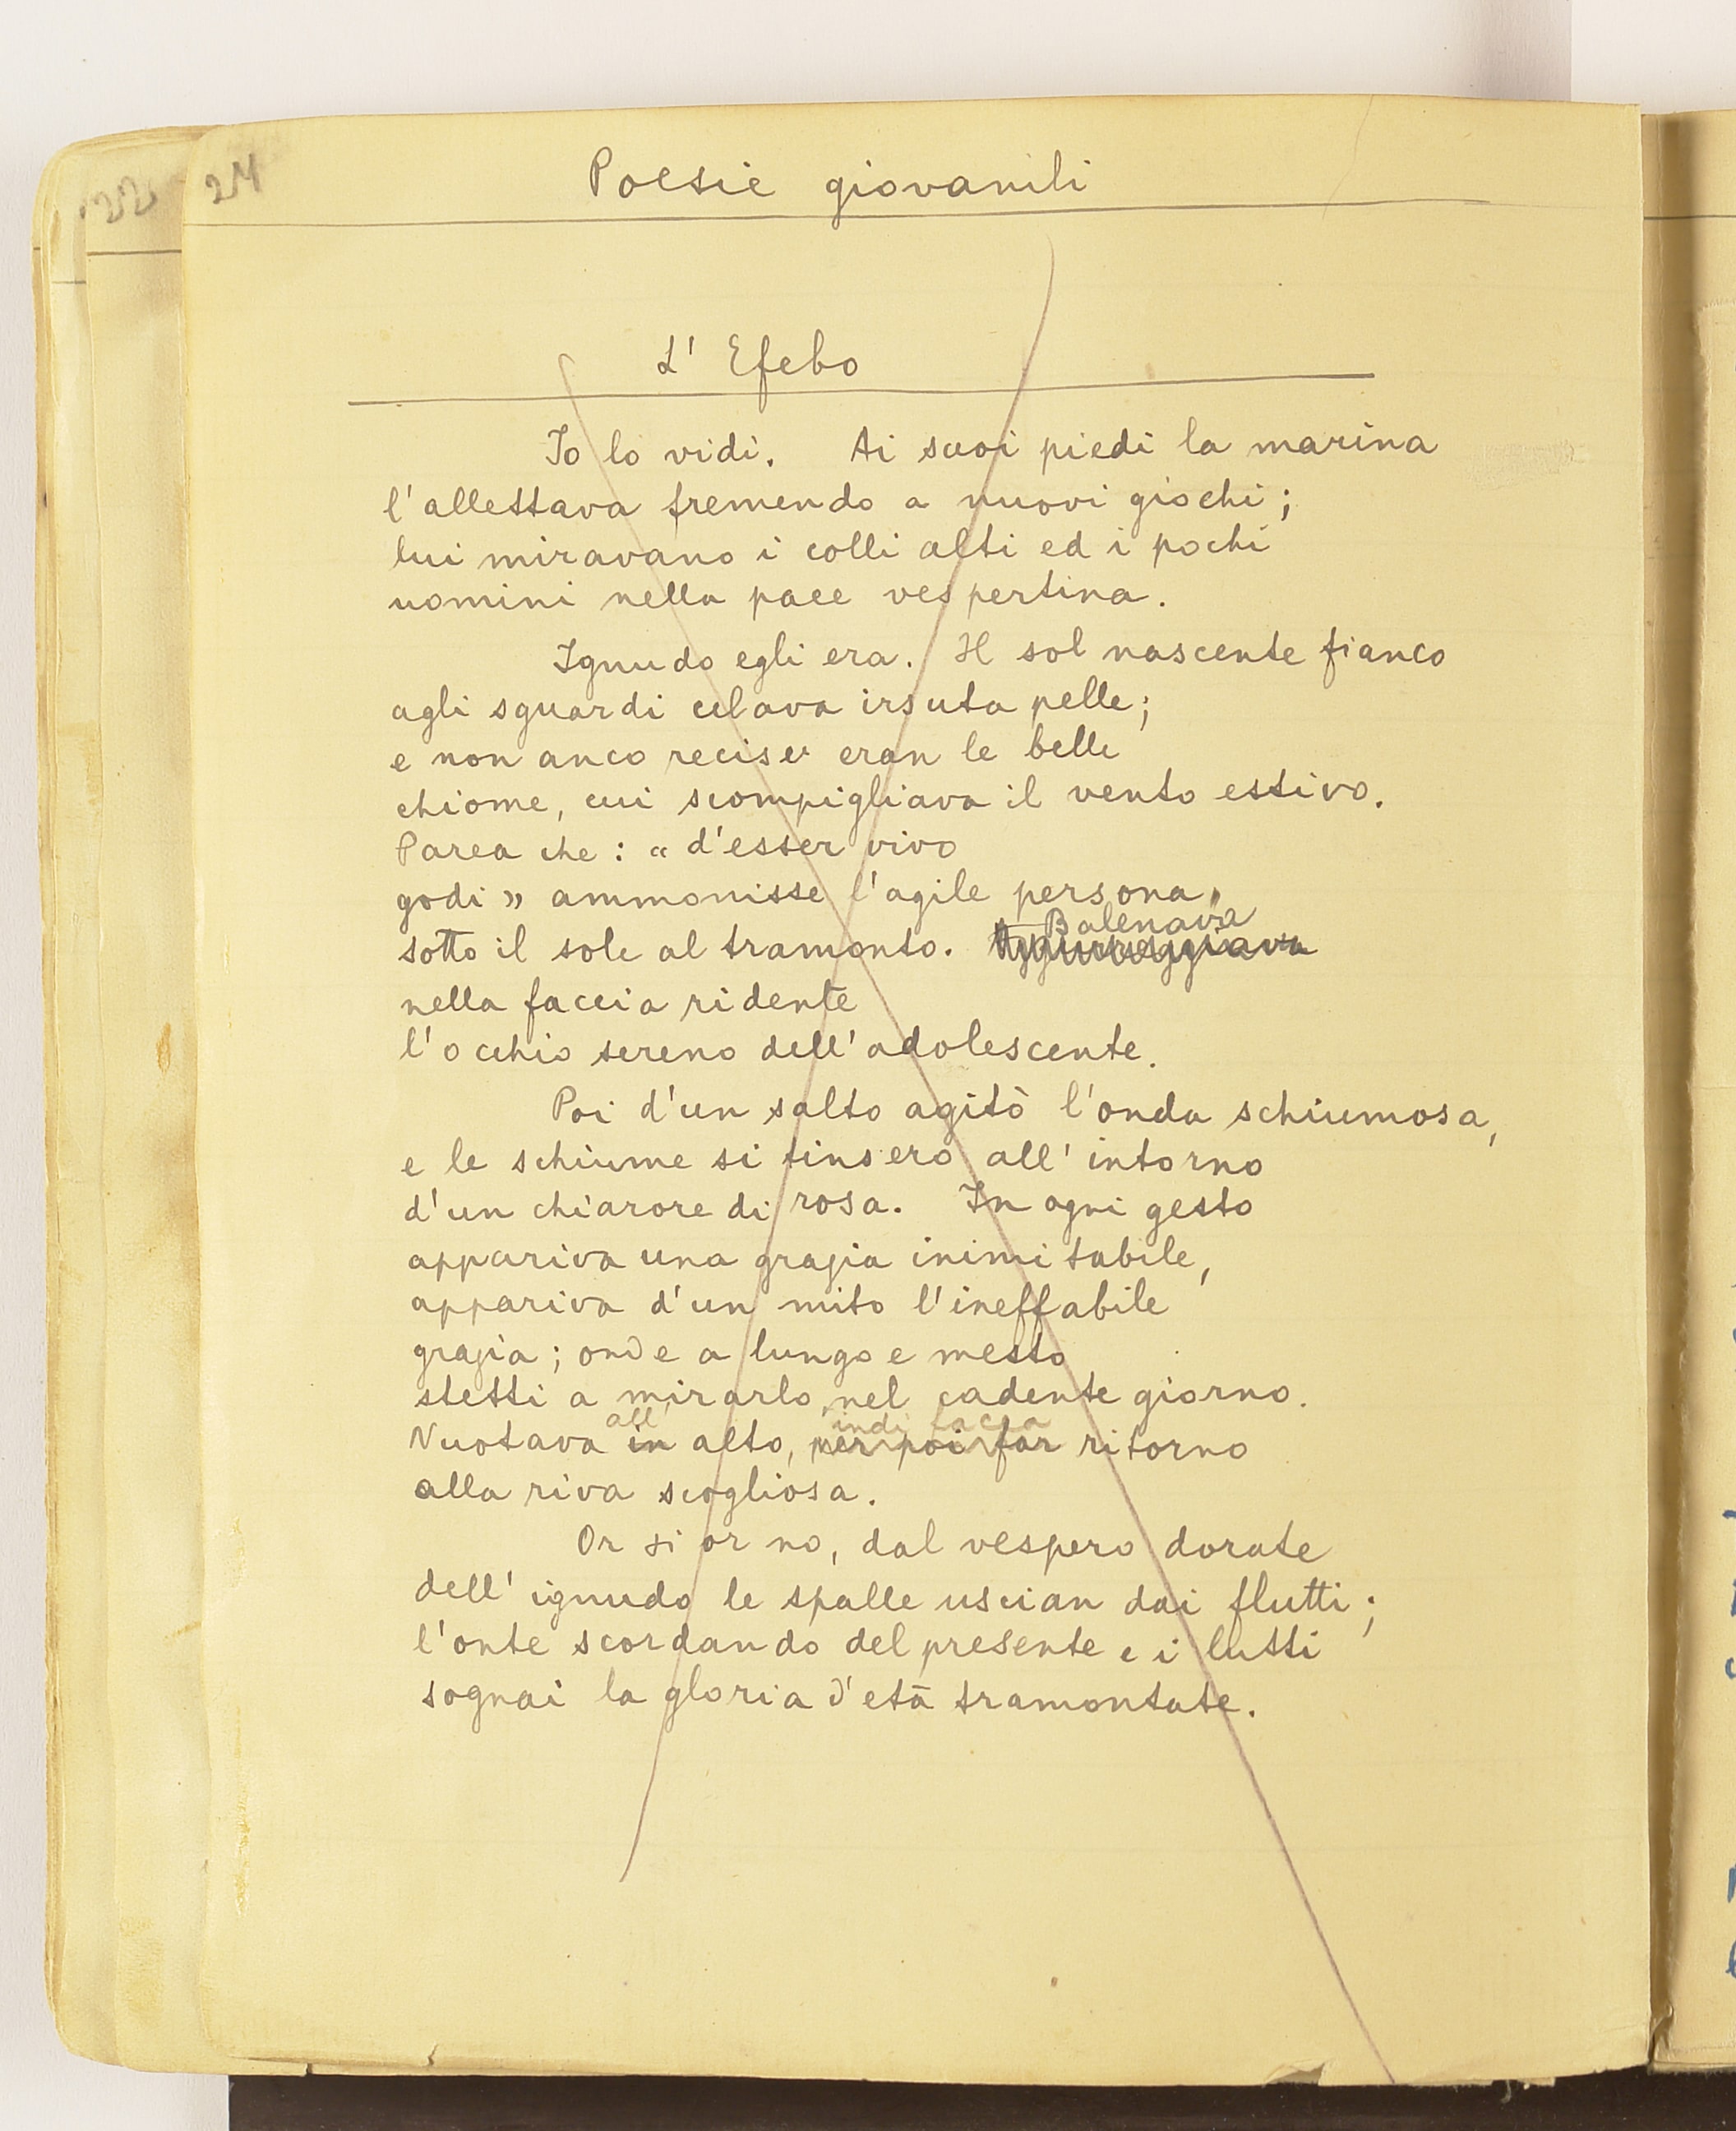 22
24
Poesie giovanili
L' Efebo
Io lo vidi. Ai suoi piedi la marina
l'allettava fremendo a nuovi giochi;
lui miravano i colli alti ed i pochi
uomini nella pace vespertina.
Ignudo egli era. Il sol nascente fianco
agli sguardi celava irsuta pelle;
e non anco recise eran le belle
chiome, cui scompigliava il vento estivo.
Parea che: « d'esser vivo
godi » ammonisse l'agile persona,
Balenava
sotto il sole al tramonto.
nella faccia ridente
l'occhio sereno dell'adolescente.
Poi d'un salto agitò l'onda schiumosa,
e le schiume si tinsero all'intorno
d'un chiarore di rosa. In ogni gesto
appariva una grazia inimitabile,
appariva d'un mito l'ineffabile
grazia; onde a lungo e mesto
stetti a mirarlo nel cadente giorno.
all' indi facea
Nuotava in alto, per poi far ritorno
alla riva scogliosa.
Or si or no, dal vespero dorate
dell' ignudo le spalle uscian dai flutti;
l'onte scordando del presente e i lutti
sognai la gloria d'età tramontate.